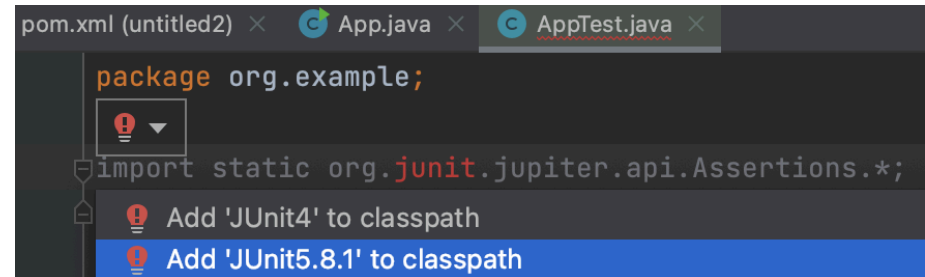 pom.xml (untitled2) × C App.java × C AppTest.java ×
package org.example;
import static org.junit.jupiter.api.Assertions.*;
Add 'JUnit4' to classpath
Add 'JUnit5.8.1' to classpath